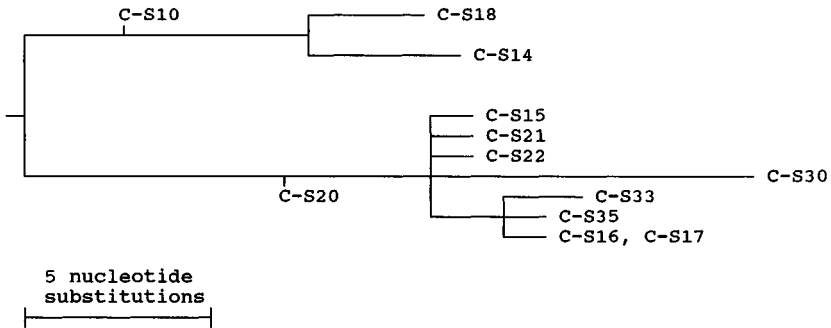 C-S10
C-S18
C-S14
C-S15
C-S21
C-S22
C-S30
C-S20
C-S33
C-S35
C-S16, C-S17
5 nucleotide
substitutions